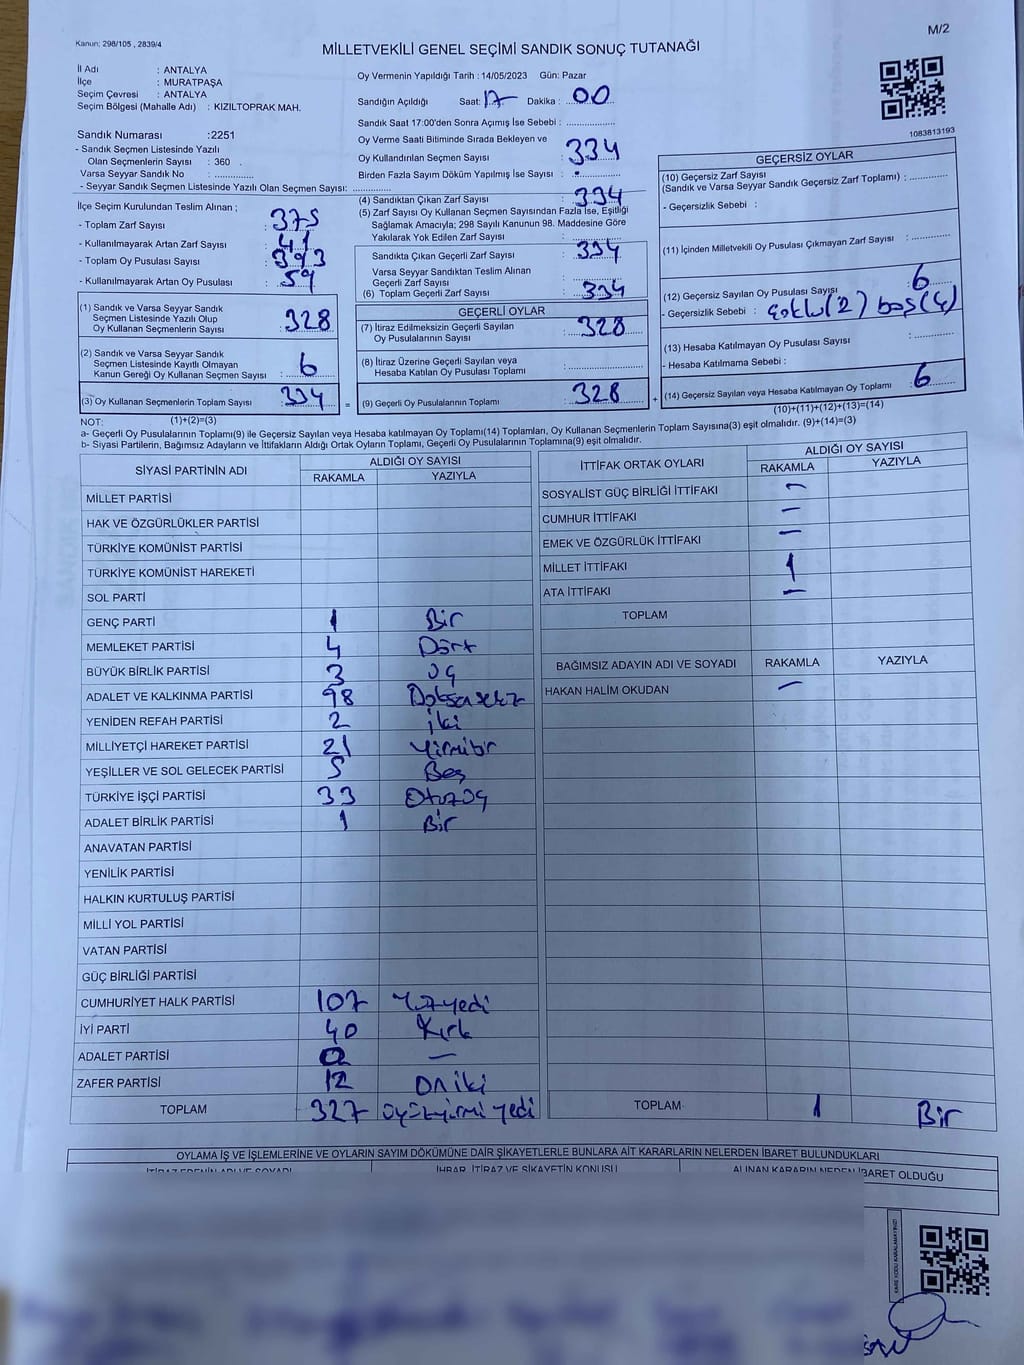 M/2
Kanun: 298/105 , 2839/4
MİLLETVEKİLİ GENEL SEÇİMİ SANDIK SONUÇ TUTANAĞI
İl Adı : ANTALYA
İlçe : MURATPAŞA
Seçim Çevresi : ANTALYA
Seçim Bölgesi (Mahalle Adı) : KIZILTOPRAK MAH.
Sandık Numarası :2251
- Sandık Seçmen Listesinde Yazılı
Olan Seçmenlerin Sayısı : 360 .
Varsa Seyyar Sandık No : ...............
- Seyyar Sandık Seçmen Listesinde Yazılı Olan Seçmen Sayısı: ...............
İlçe Seçim Kurulundan Teslim Alınan ;
- Toplam Zarf Sayısı : 375
- Kullanılmayarak Artan Zarf Sayısı : 41
- Toplam Oy Pusulası Sayısı : 393
- Kullanılmayarak Artan Oy Pusulası : 59
(1) Sandık ve Varsa Seyyar Sandık
Seçmen Listesinde Yazılı Olup
Oy Kullanan Seçmenlerin Sayısı : 328
(2) Sandık ve Varsa Seyyar Sandık
Seçmen Listesinde Kayıtlı Olmayan
Kanun Gereği Oy Kullanan Seçmen Sayısı : 6
(3) Oy Kullanan Seçmenlerin Toplam Sayısı : 334
(1)+(2)=(3)
Oy Vermenin Yapıldığı Tarih : 14/05/2023 Gün: Pazar
Sandığın Açıldığı Saat: 17 Dakika : 00
Sandık Saat 17:00'den Sonra Açımış İse Sebebi : ...............
Oy Verme Saati Bitiminde Sırada Bekleyen ve
Oy Kullandırılan Seçmen Sayısı : 334
Birden Fazla Sayım Döküm Yapılmış İse Sayısı : ...............
(4) Sandıktan Çıkan Zarf Sayısı : 334
(5) Zarf Sayısı Oy Kullanan Seçmen Sayısından Fazla İse, Eşitliği
Sağlamak Amacıyla; 298 Sayılı Kanunun 98. Maddesine Göre
Yakılarak Yok Edilen Zarf Sayısı : ...............
Sandıkta Çıkan Geçerli Zarf Sayısı : 334
Varsa Seyyar Sandıktan Teslim Alınan
Geçerli Zarf Sayısı : ...............
(6) Toplam Geçerli Zarf Sayısı : 334
GEÇERLİ OYLAR
(7) İtiraz Edilmeksizin Geçerli Sayılan
Oy Pusulalarının Sayısı : 328
(8) İtiraz Üzerine Geçerli Sayılan veya
Hesaba Katılan Oy Pusulası Toplamı : ...............
= (9) Geçerli Oy Pusulalarının Toplamı : 328 +
1083813193
GEÇERSİZ OYLAR
(10) Geçersiz Zarf Sayısı
(Sandık ve Varsa Seyyar Sandık Geçersiz Zarf Toplamı) : ...............
- Geçersizlik Sebebi :
(11) İçinden Milletvekili Oy Pusulası Çıkmayan Zarf Sayısı : ...............
(12) Geçersiz Sayılan Oy Pusulası Sayısı : 6
- Geçersizlik Sebebi : çoklu(2) boş(4)
(13) Hesaba Katılmayan Oy Pusulası Sayısı : ...............
- Hesaba Katılmama Sebebi :
(14) Geçersiz Sayılan veya Hesaba Katılmayan Oy Toplamı : 6
(10)+(11)+(12)+(13)=(14)
NOT:
a- Geçerli Oy Pusulalarının Toplamı(9) ile Geçersiz Sayılan veya Hesaba katılmayan Oy Toplamı(14) Toplamları, Oy Kullanan Seçmenlerin Toplam Sayısına(3) eşit olmalıdır. (9)+(14)=(3)
b- Siyasi Partilerin, Bağımsız Adayların ve İttifakların Aldığı Ortak Oyların Toplamı, Geçerli Oy Pusulalarının Toplamına(9) eşit olmalıdır.
SİYASİ PARTİNİN ADI ALDIĞI OY SAYISI
RAKAMLA YAZIYLA
MİLLET PARTİSİ
HAK VE ÖZGÜRLÜKLER PARTİSİ
TÜRKİYE KOMÜNİST PARTİSİ
TÜRKİYE KOMÜNİST HAREKETİ
SOL PARTİ
GENÇ PARTİ 1 Bir
MEMLEKET PARTİSİ 4 Dört
BÜYÜK BİRLİK PARTİSİ 3 Üç
ADALET VE KALKINMA PARTİSİ 98 Doksansekiz
YENİDEN REFAH PARTİSİ 2 iki
MİLLİYETÇİ HAREKET PARTİSİ 21 Yirmibir
YEŞİLLER VE SOL GELECEK PARTİSİ 5 Beş
TÜRKİYE İŞÇİ PARTİSİ 33 Otuzüç
ADALET BİRLİK PARTİSİ 1 Bir
ANAVATAN PARTİSİ
YENİLİK PARTİSİ
HALKIN KURTULUŞ PARTİSİ
MİLLİ YOL PARTİSİ
VATAN PARTİSİ
GÜÇ BİRLİĞİ PARTİSİ
CUMHURİYET HALK PARTİSİ 107 Yüzyedi
İYİ PARTİ 40 Kırk
ADALET PARTİSİ 0 —
ZAFER PARTİSİ 12 Oniki
TOPLAM 327 üçyüzyirmi yedi
İTTİFAK ORTAK OYLARI ALDIĞI OY SAYISI
RAKAMLA YAZIYLA
SOSYALİST GÜÇ BİRLİĞİ İTTİFAKI —
CUMHUR İTTİFAKI —
EMEK VE ÖZGÜRLÜK İTTİFAKI —
MİLLET İTTİFAKI 1
ATA İTTİFAKI —
TOPLAM
BAĞIMSIZ ADAYIN ADI VE SOYADI RAKAMLA YAZIYLA
HAKAN HALİM OKUDAN —
TOPLAM 1 Bir
OYLAMA İŞ VE İŞLEMLERİNE VE OYLARIN SAYIM DÖKÜMÜNE DAİR ŞİKAYETLERLE BUNLARA AİT KARARLARIN NELERDEN İBARET BULUNDUKLARI
İTİRAZ EDENİN ADI VE SOYADI İHBAR, İTİRAZ VE ŞİKAYETİN KONUSU ALINAN KARARIN NEDEN İBARET OLDUĞU
KARE KODU KARALAMAYINIZ!